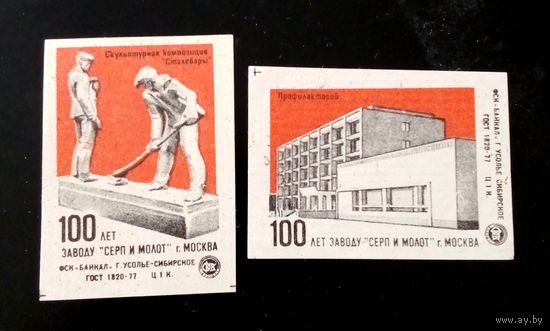 Скульптурная композиция
"Сталевары"
100 ЛЕТ
ЗАВОДУ "СЕРП И МОЛОТ" г. МОСКВА
ФСК-БАЙКАЛ-Г. УСОЛЬЕ-СИБИРСКОЕ
ГОСТ 1820-77 Ц. 1 К.
Профилакторий
100 ЛЕТ ЗАВОДУ "СЕРП И МОЛОТ" г. МОСКВА
ФСК-БАЙКАЛ-Г. УСОЛЬЕ-СИБИРСКОЕ
ГОСТ 1820-77 Ц. 1 К.
www.ay.by